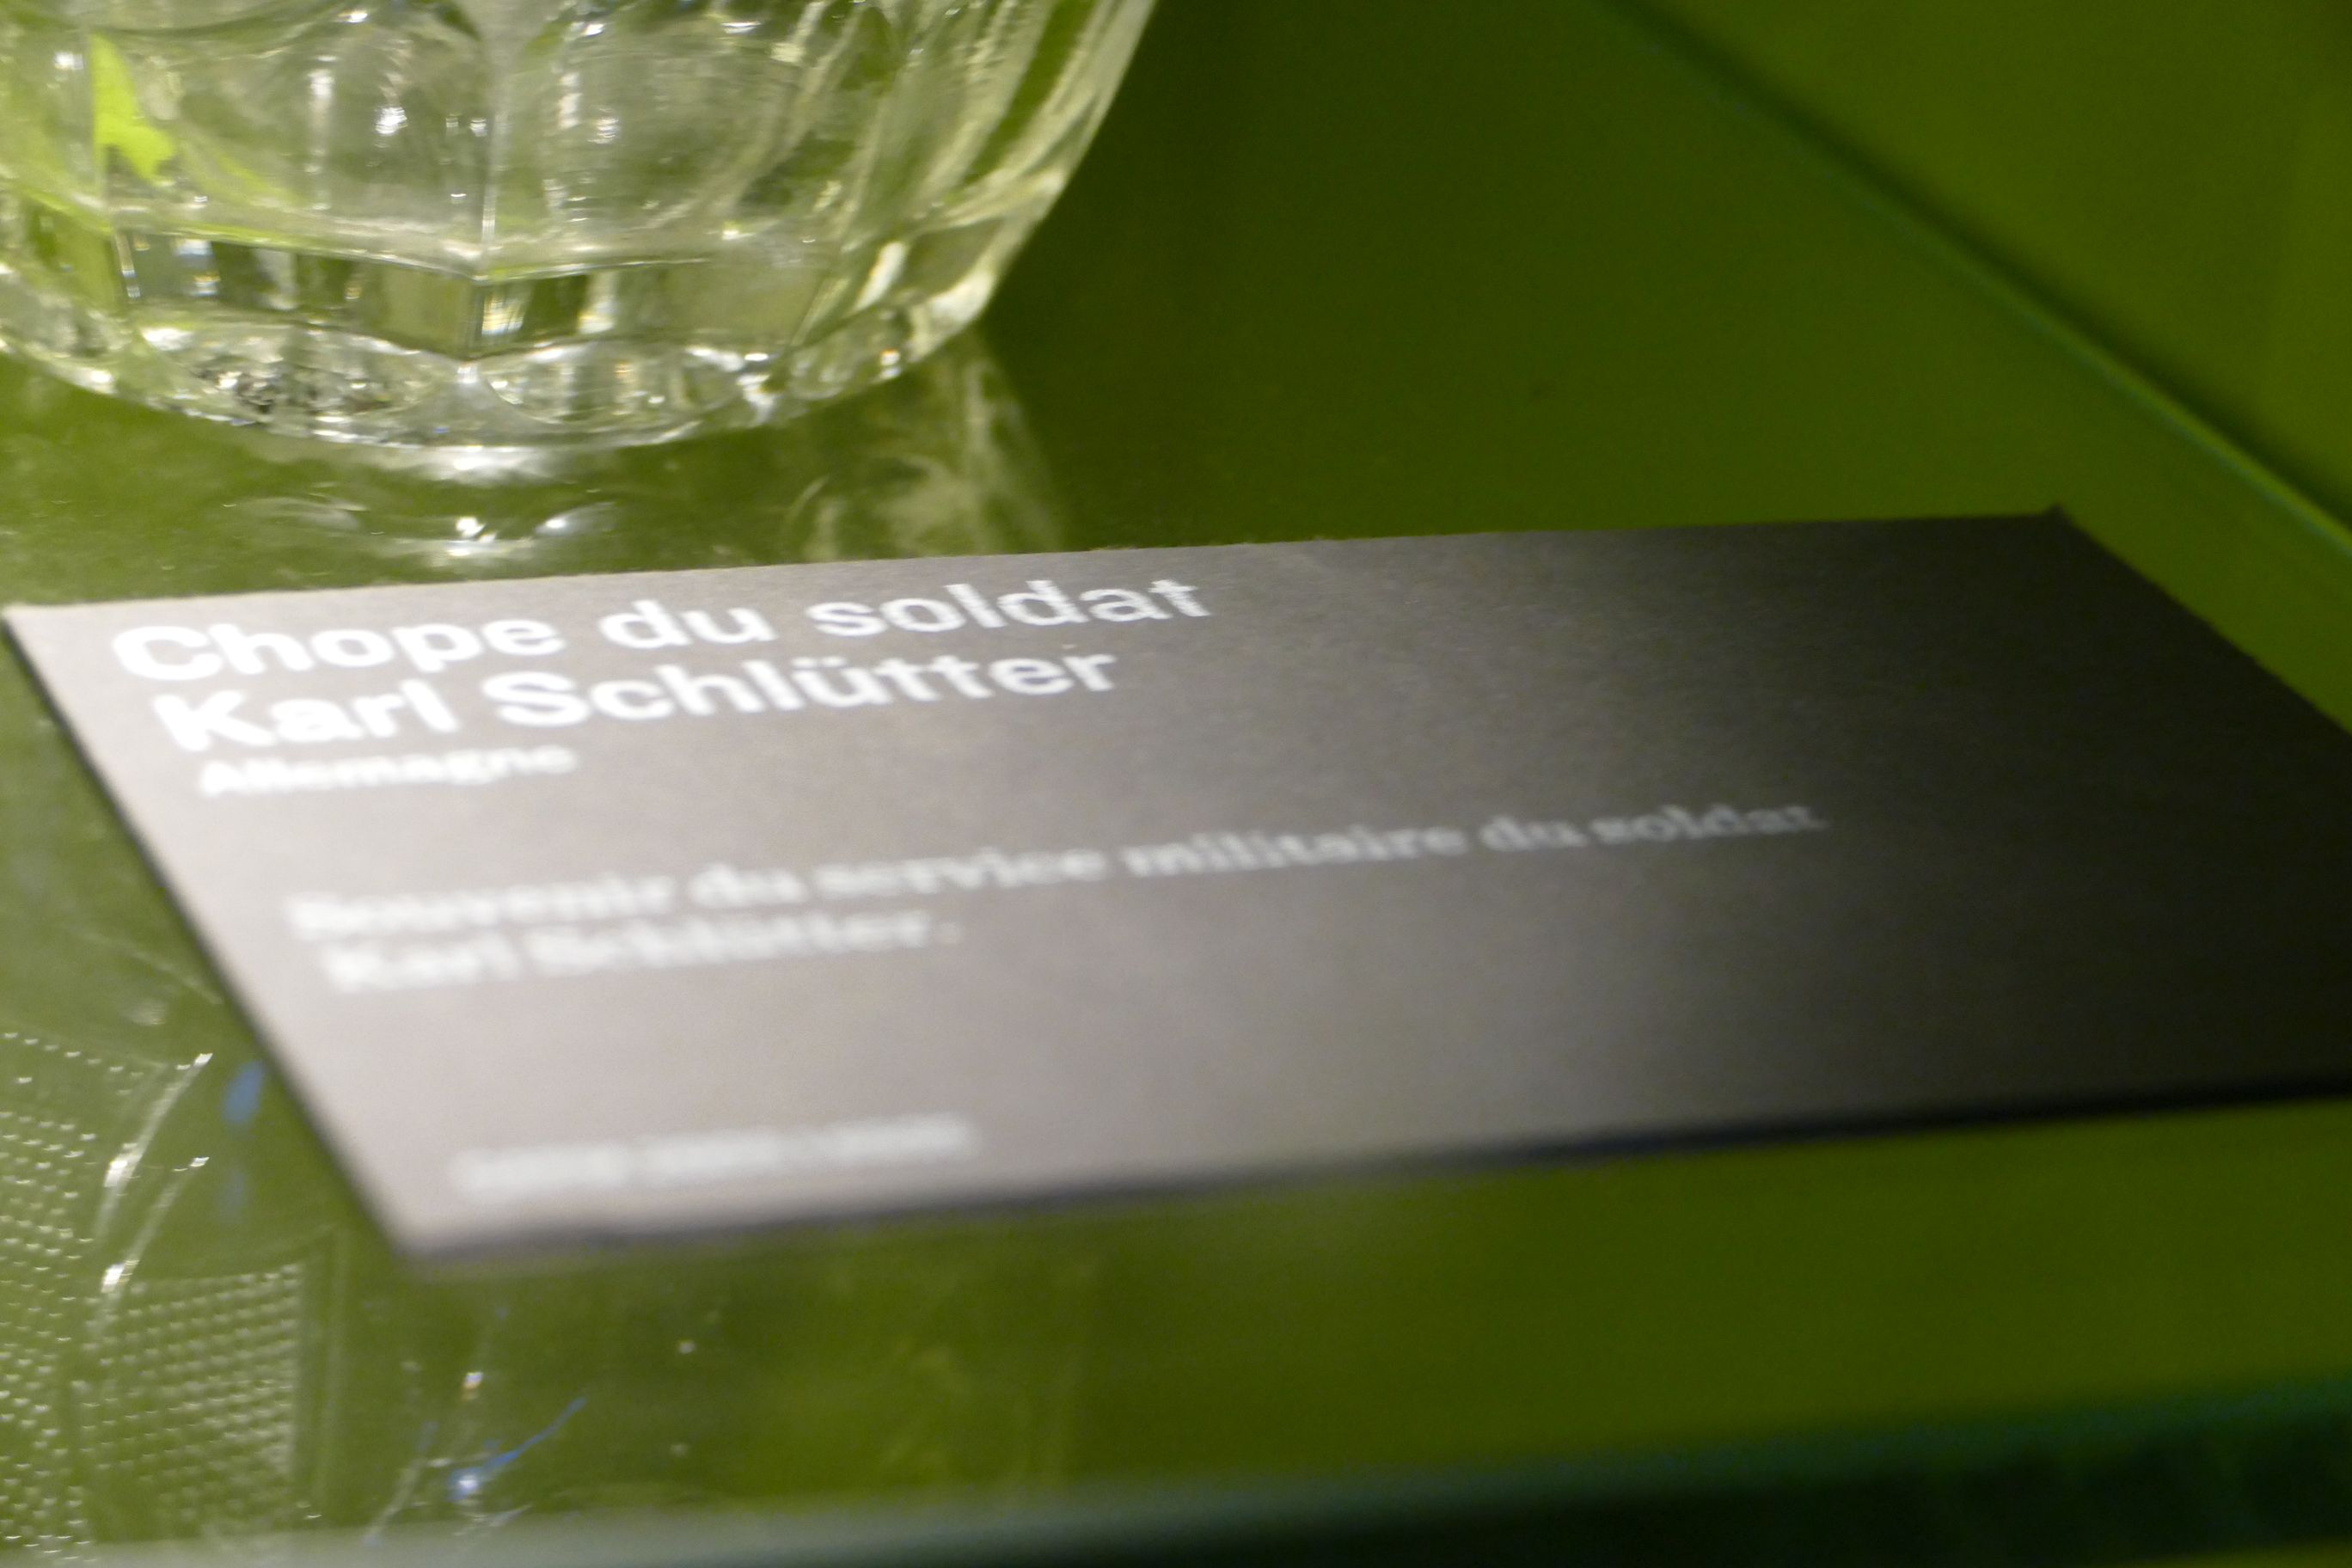 Chope du soldat
Karl Schlütter
Allemagne
Souvenir du service militaire du soldat
Karl Schlütter.